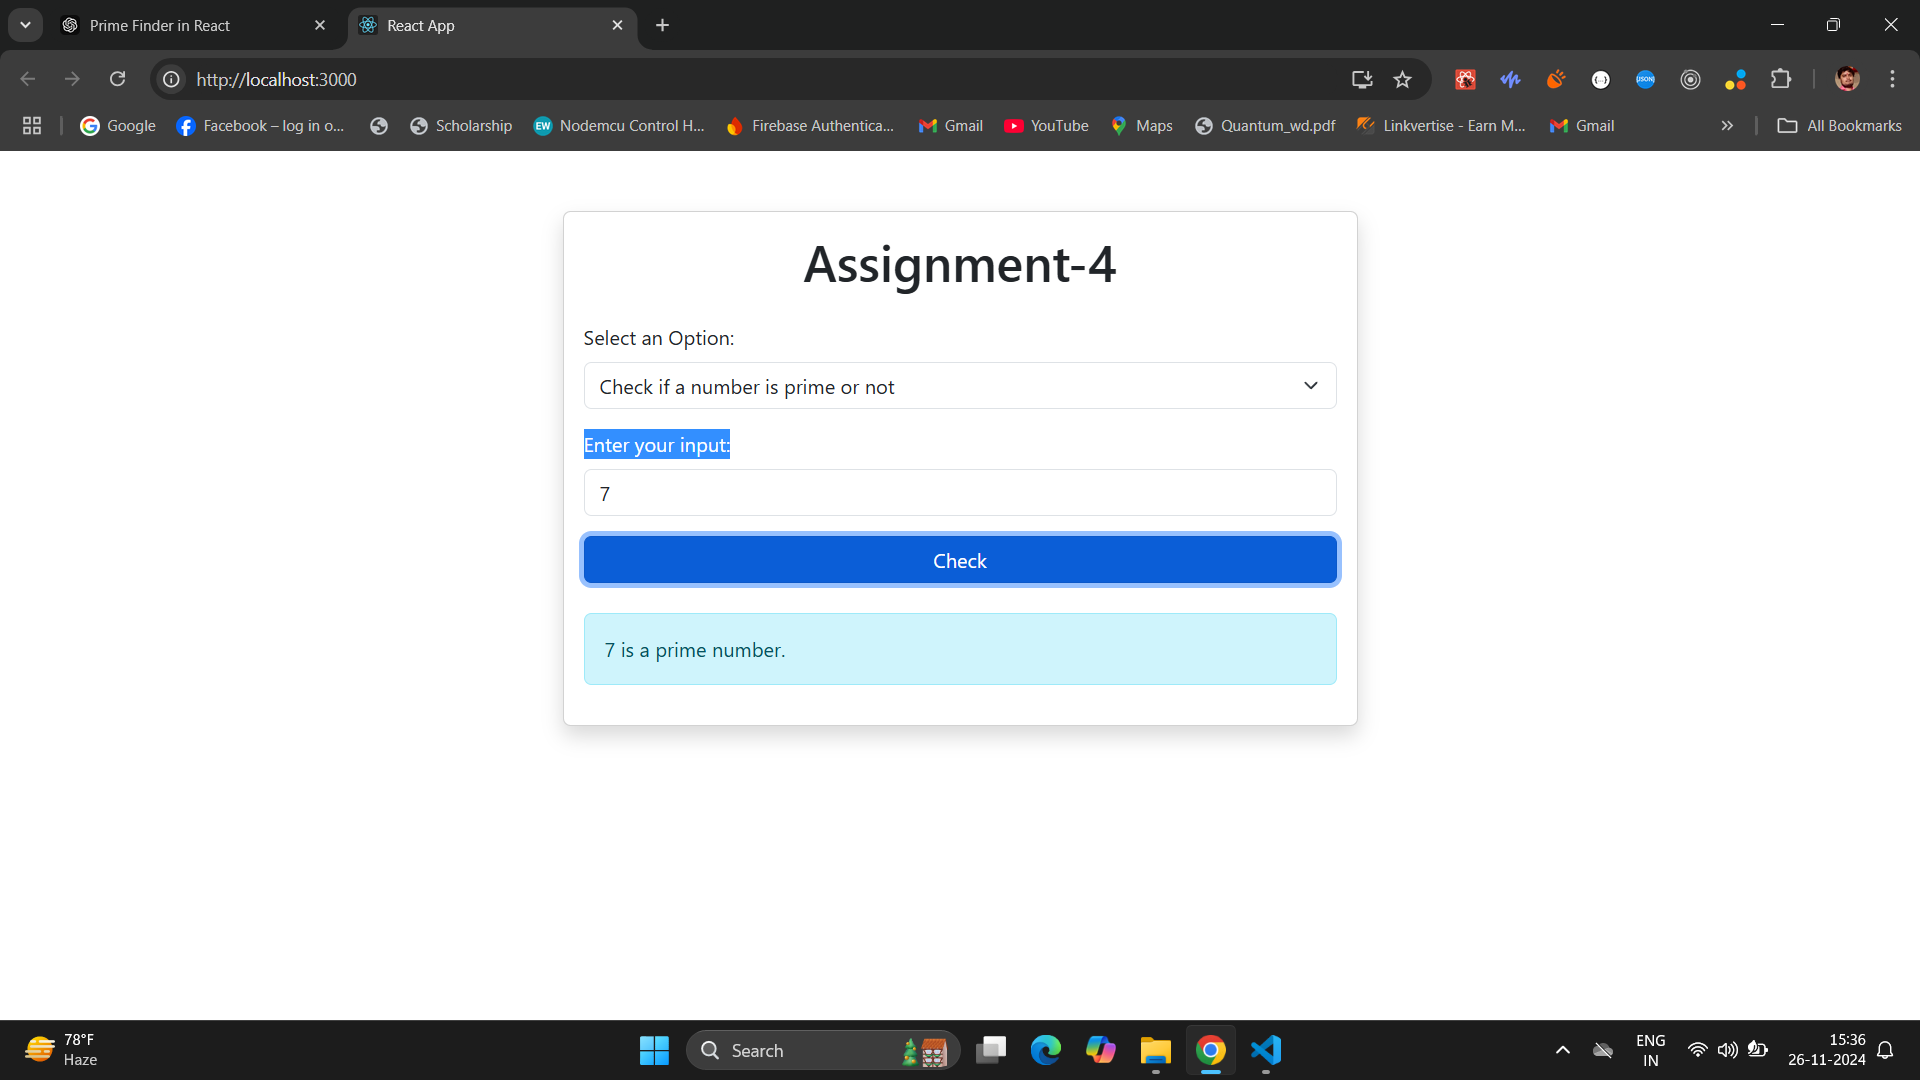 Prime Finder in React
React App
http://localhost:3000
Google
Facebook – log in o...
Scholarship
EW
Nodemcu Control H...
Firebase Authentica...
Gmail
YouTube
Maps
Quantum_wd.pdf
Linkvertise - Earn M...
Gmail
All Bookmarks
Assignment-4
Select an Option:
Check if a number is prime or not
Enter your input:
7
Check
7 is a prime number.
78°F
Haze
Search
ENG
IN
15:36
26-11-2024